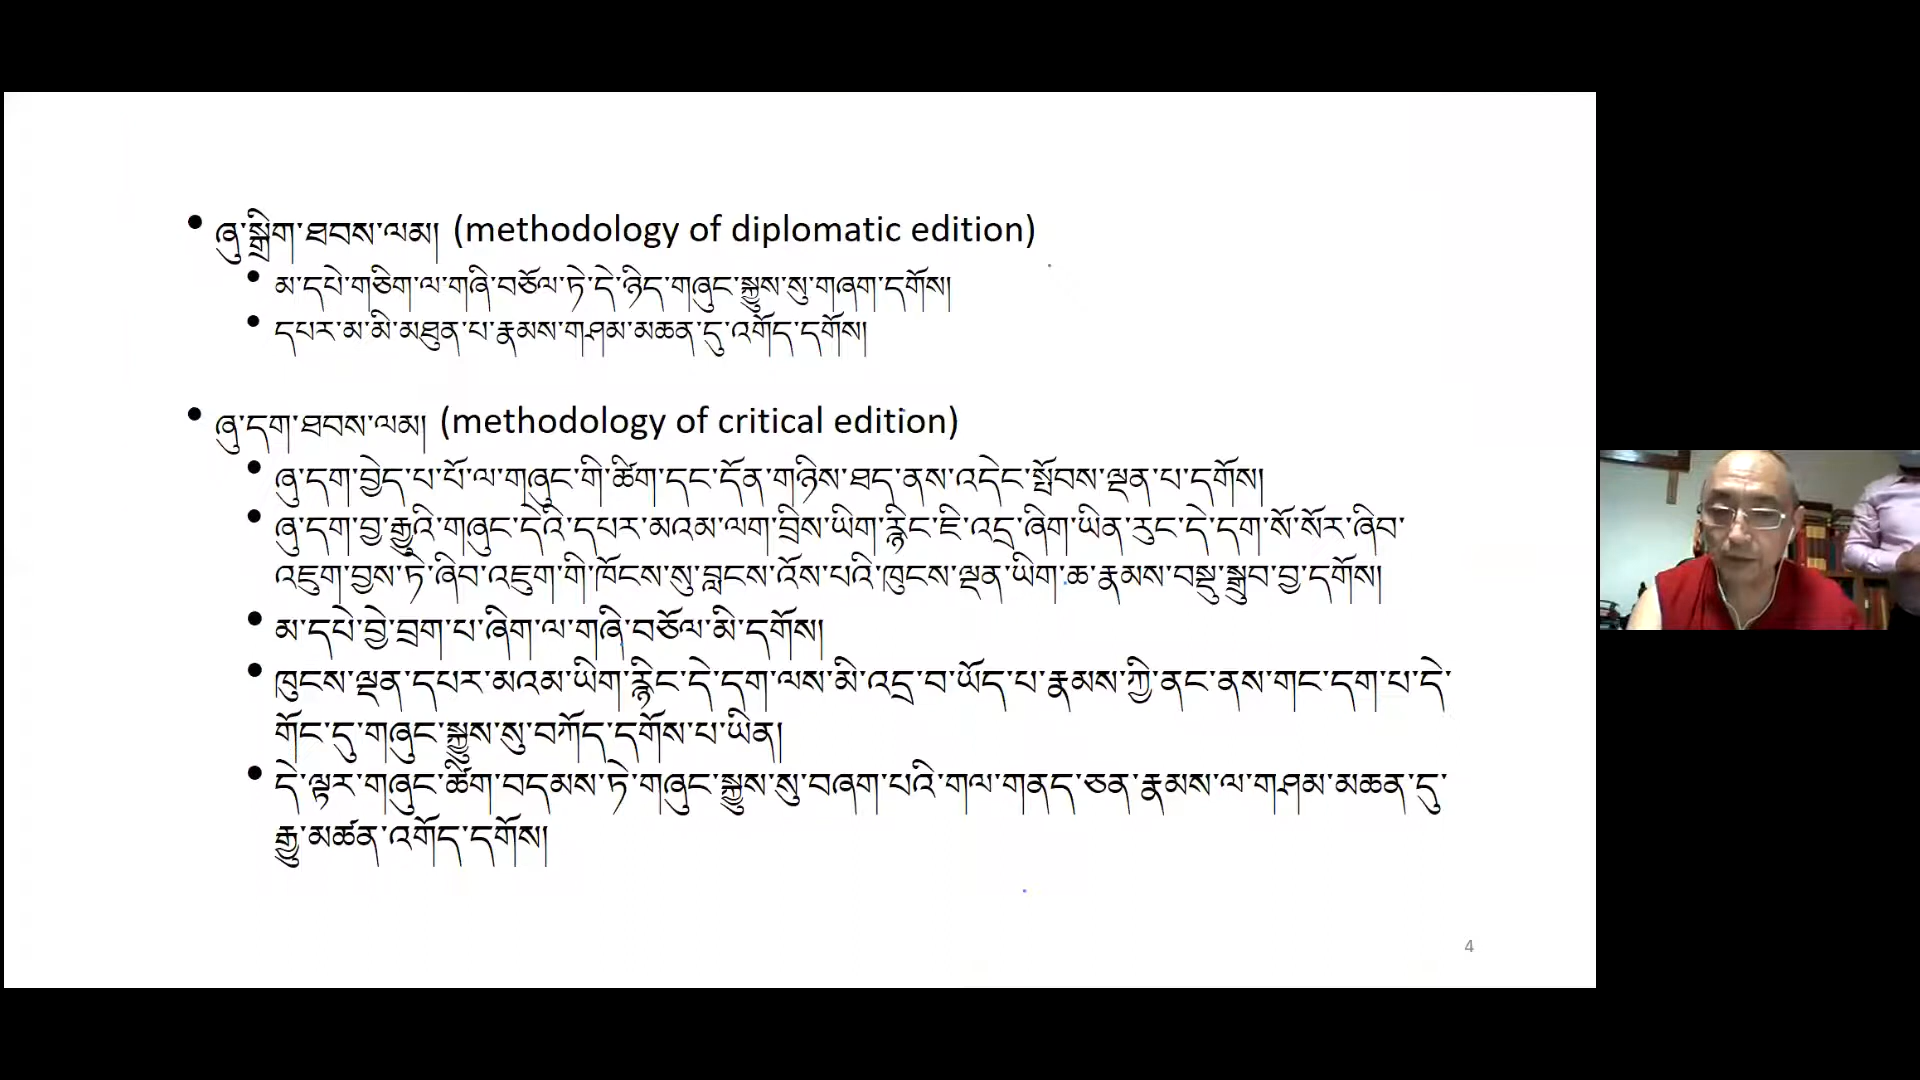 • ཞུ་སྒྲིག་ཐབས་ལམ། (methodology of diplomatic edition)
• མ་དཔེ་གཅིག་ལ་གཞི་བཅོལ་ཏེ་དེ་ཉིད་གཞུང་སྐྱུས་སུ་གཞག་དགོས།
• དཔར་མ་མི་མཐུན་པ་རྣམས་གཤམ་མཆན་དུ་འགོད་དགོས།
• ཞུ་དག་ཐབས་ལམ། (methodology of critical edition)
• ཞུ་དག་བྱེད་པ་པོ་ལ་གཞུང་གི་ཚིག་དང་དོན་གཉིས་ཐད་ནས་འདེང་སྤོབས་ལྡན་པ་དགོས།
• ཞུ་དག་བྱ་རྒྱུའི་གཞུང་དེའི་དཔར་མའམ་ལག་བྲིས་ཡིག་རྙིང་ཇི་འདྲ་ཞིག་ཡིན་རུང་དེ་དག་སོ་སོར་ཞིབ་
འཇུག་བྱས་ཏེ་ཞིབ་འཇུག་གི་ཁོངས་སུ་བླངས་འོས་པའི་ཁུངས་ལྡན་ཡིག་ཆ་རྣམས་བསྡུ་སྒྲུབ་བྱ་དགོས།
• མ་དཔེ་བྱེ་བྲག་པ་ཞིག་ལ་གཞི་བཅོལ་མི་དགོས།
• ཁུངས་ལྡན་དཔར་མའམ་ཡིག་རྙིང་དེ་དག་ལས་མི་འདྲ་བ་ཡོད་པ་རྣམས་ཀྱི་ནང་ནས་གང་དག་པ་དེ་
གོང་དུ་གཞུང་སྐྱུས་སུ་བཀོད་དགོས་པ་ཡིན།
• དེ་ལྟར་གཞུང་ཚིག་བདམས་ཏེ་གཞུང་སྐྱུས་སུ་བཞག་པའི་གལ་གནད་ཅན་རྣམས་ལ་གཤམ་མཆན་དུ་
རྒྱུ་མཚན་འགོད་དགོས།
4